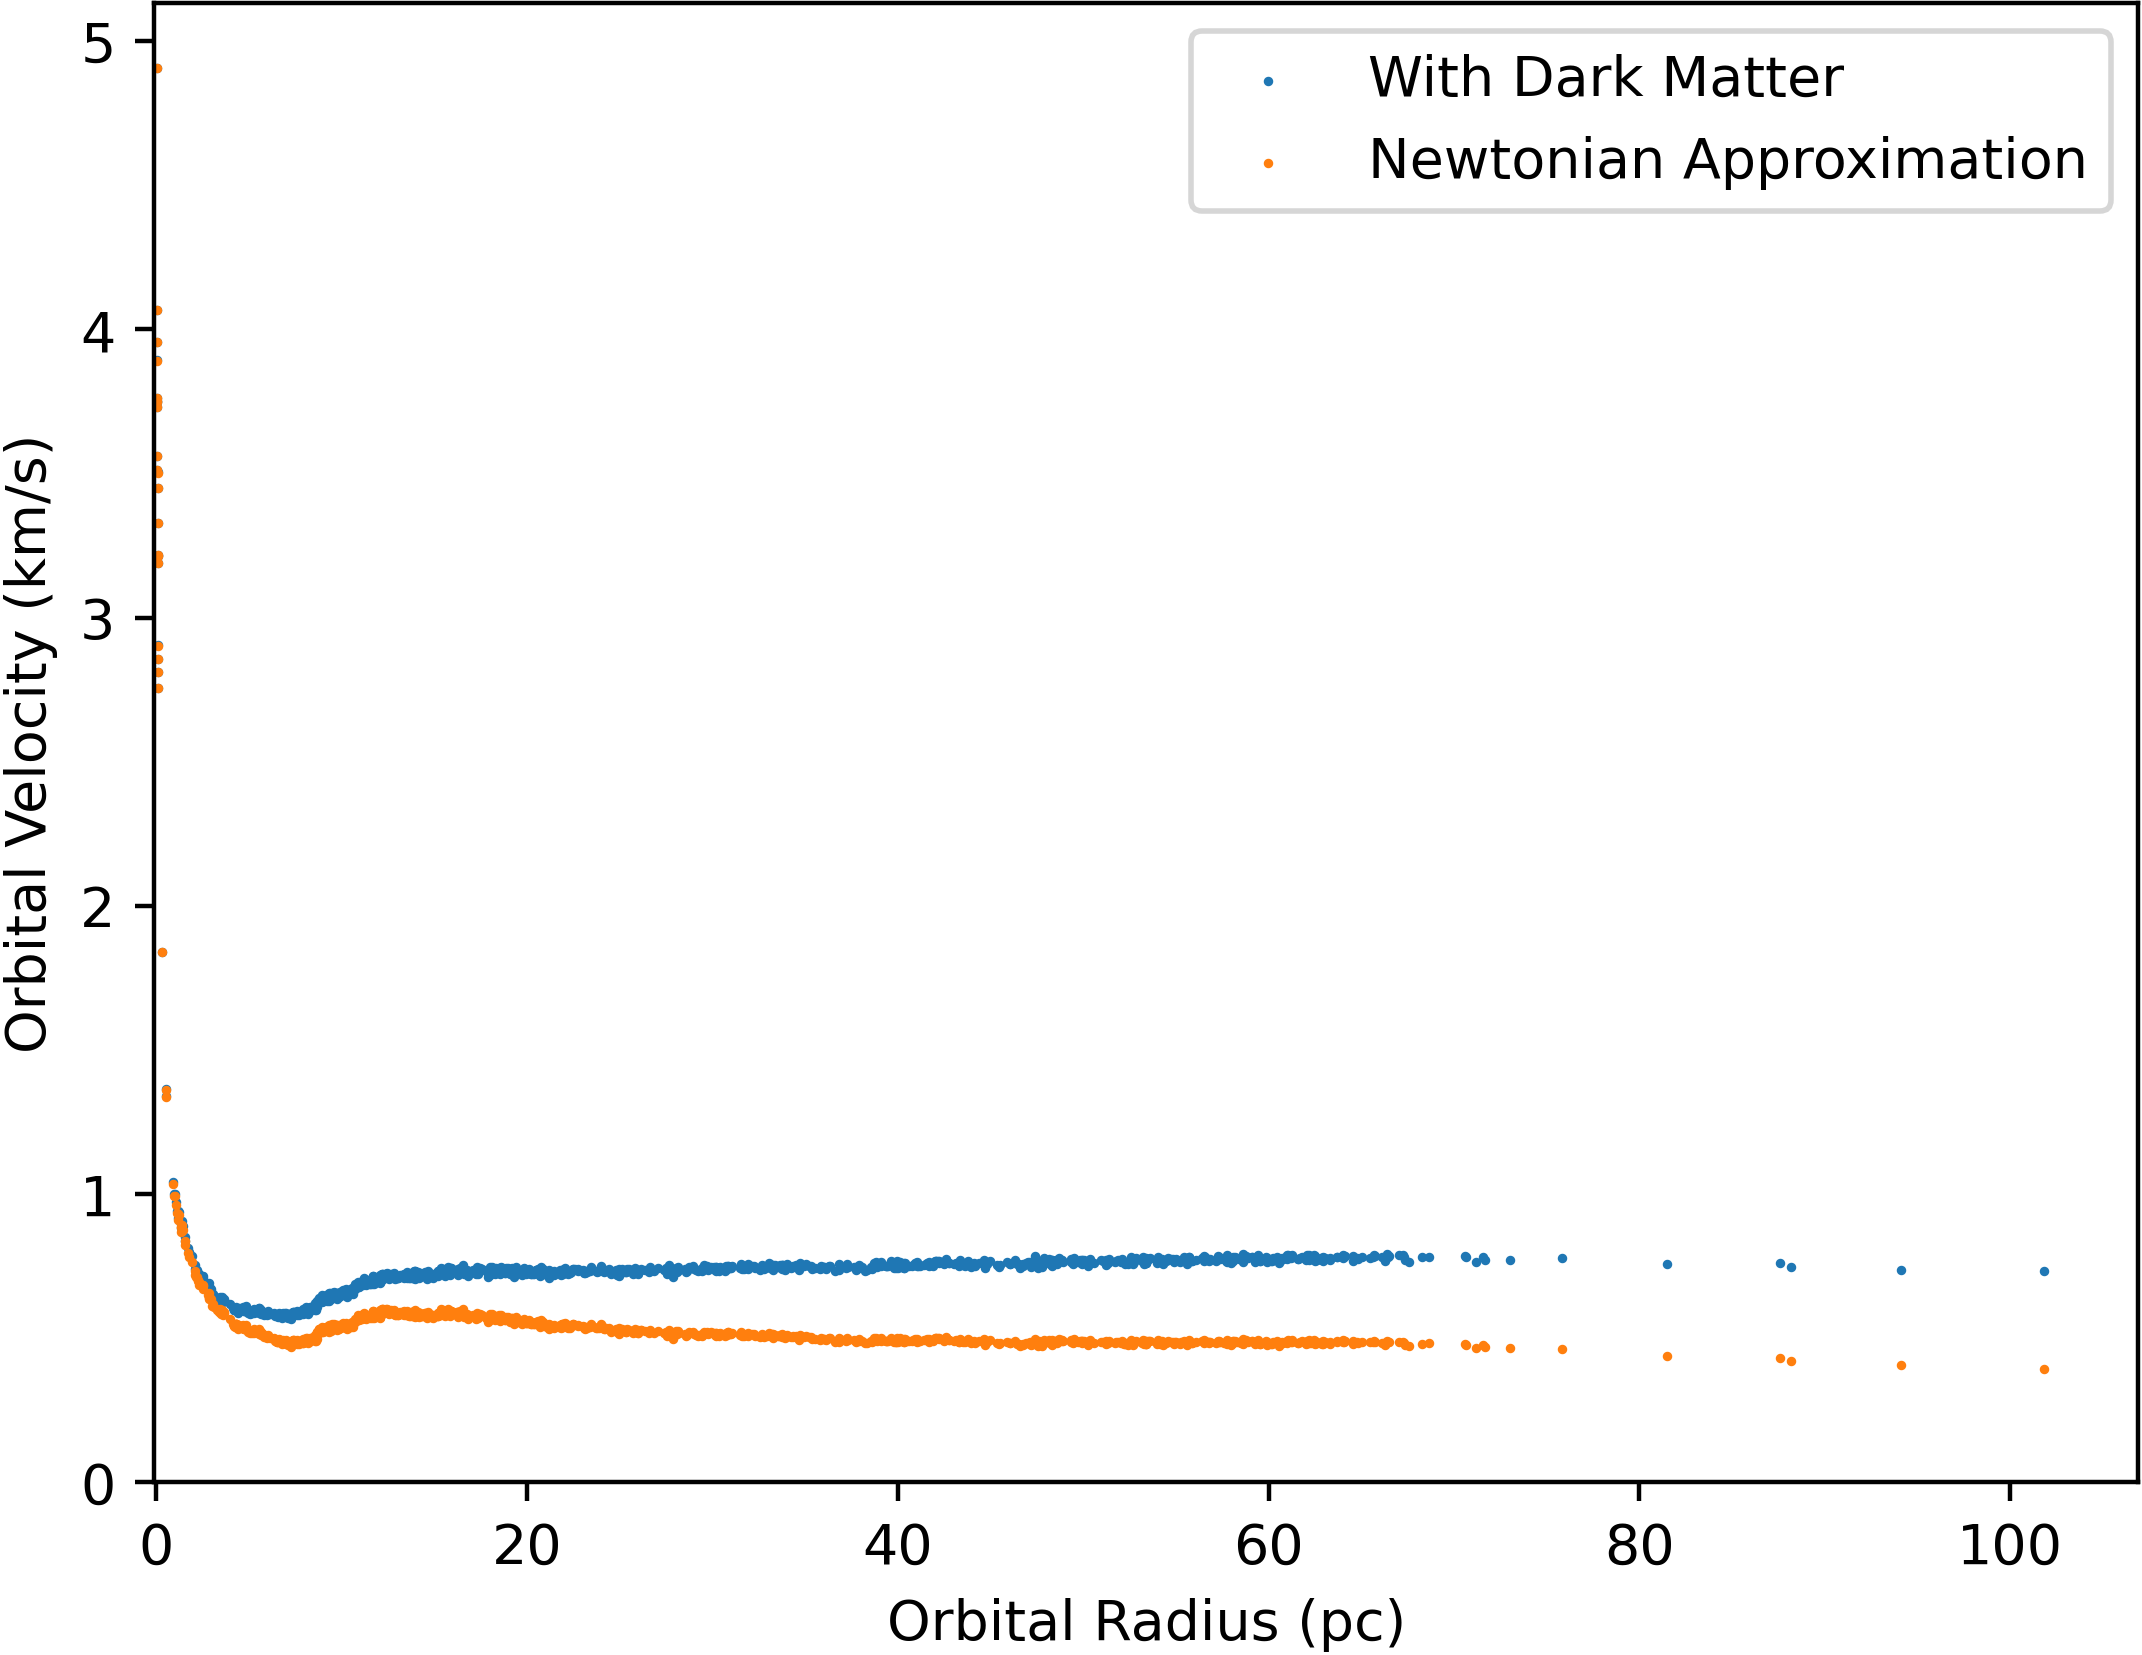 5
4
3
2
1
0
Orbital Velocity (km/s)
With Dark Matter
Newtonian Approximation
0 20 40 60 80 100
Orbital Radius (pc)